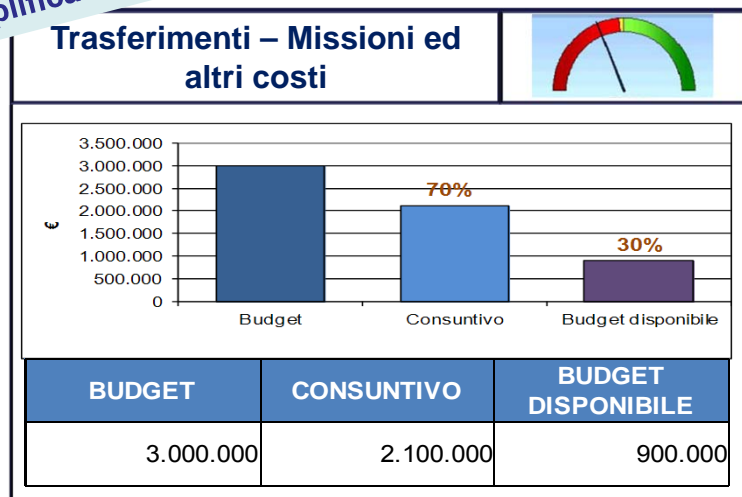 Trasferimenti – Missioni ed
altri costi
3.500.000
3.000.000
2.500.000
2.000.000
1.500.000
1.000.000
500.000
0
€
70%
30%
Budget
Consuntivo
Budget disponibile
BUDGET
CONSUNTIVO
BUDGET
DISPONIBILE
3.000.000
2.100.000
900.000